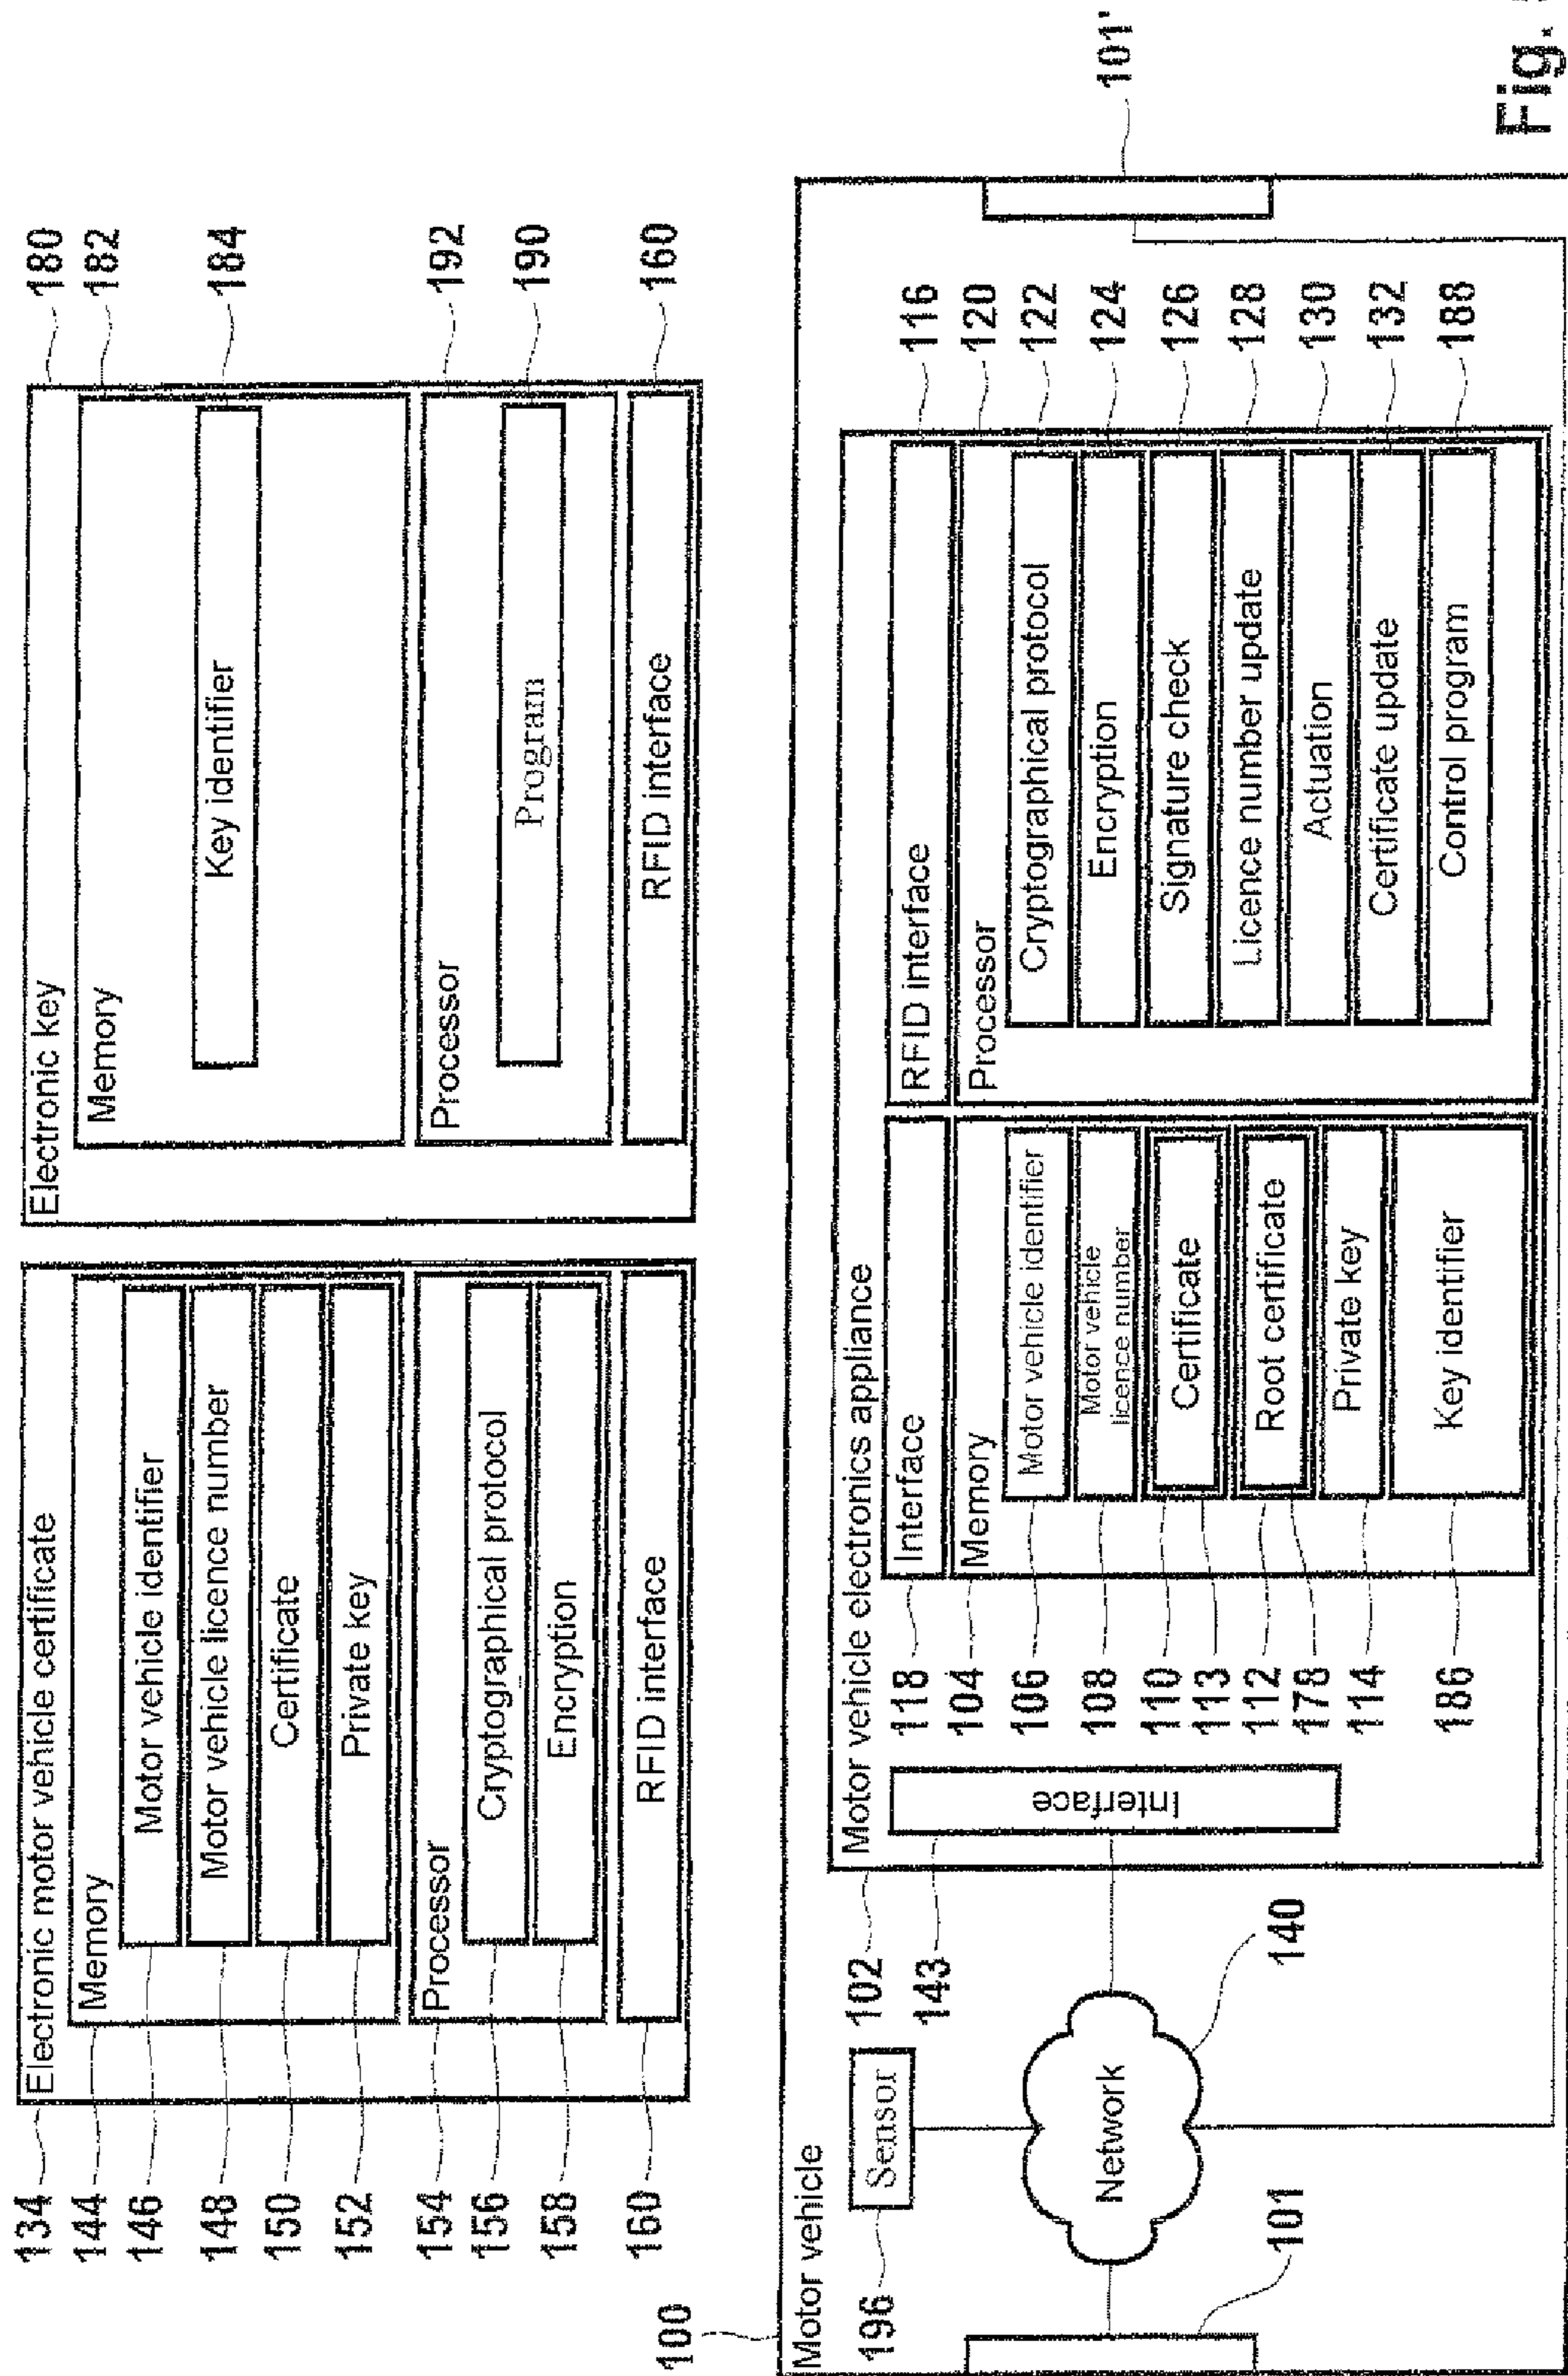 134
Electronic motor vehicle certificate
144
Memory
146
Motor vehicle identifier
148
Motor vehicle licence number
150
Certificate
152
Private key
154
Processor
156
Cryptographical protocol
158
Encryption
160
RFID interface
Electronic key
180
Memory
182
Key identifier
184
Processor
192
Program
190
RFID interface
160
100
Motor vehicle
196
Sensor
Network
140
101
101'
102
Motor vehicle electronics appliance
143
Interface
118
Interface
104
Memory
106
Motor vehicle identifier
108
Motor vehicle
licence number
110
Certificate
113
112
Root certificate
178
114
Private key
186
Key identifier
RFID interface
116
Processor
120
Cryptographical protocol
122
Encryption
124
Signature check
126
Licence number update
128
Actuation
130
Certificate update
132
Control program
188
Fig.